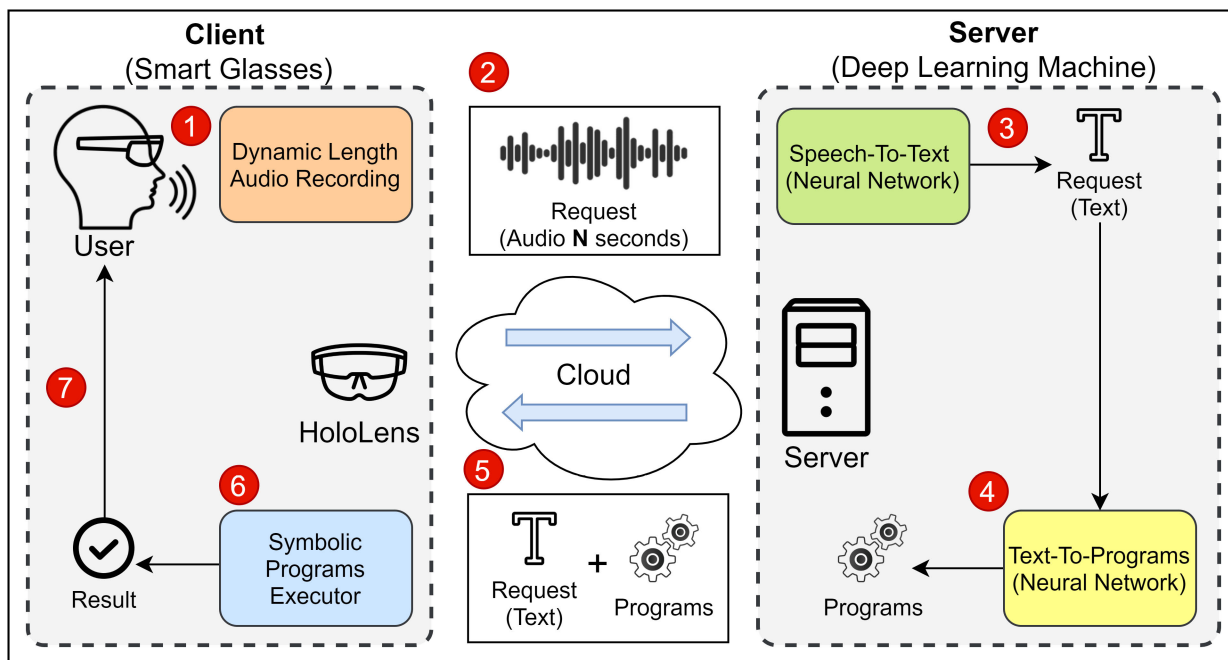 Client
(Smart Glasses)
1
Dynamic Length
Audio Recording
User
HoloLens
7
6
Symbolic
Programs
Executor
Result
2
Request
(Audio N seconds)
Cloud
5
Request
(Text)
+
Programs
Server
(Deep Learning Machine)
Speech-To-Text
(Neural Network)
3
Request
(Text)
Server
4
Text-To-Programs
(Neural Network)
Programs